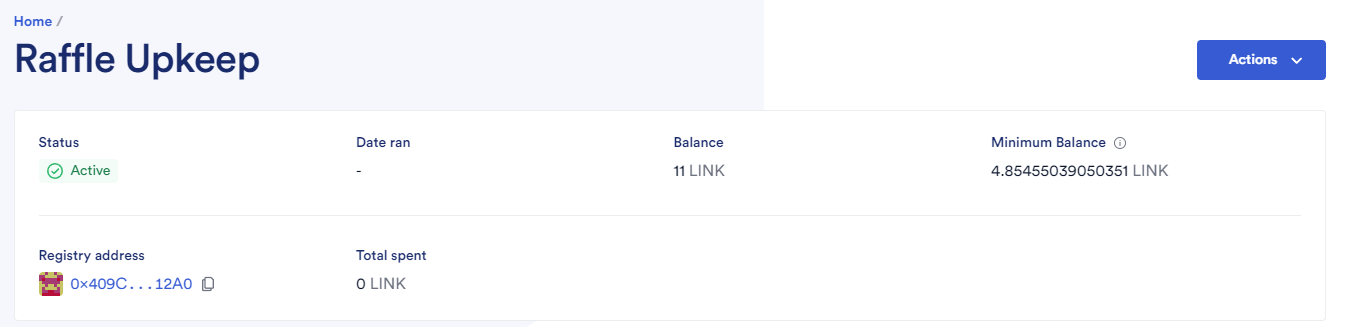 Home /
Raffle Upkeep
Actions
Status
Date ran
Balance
Minimum Balance
Active
-
11 LINK
4.85455039050351 LINK
Registry address
Total spent
0x409C...12A0
0 LINK